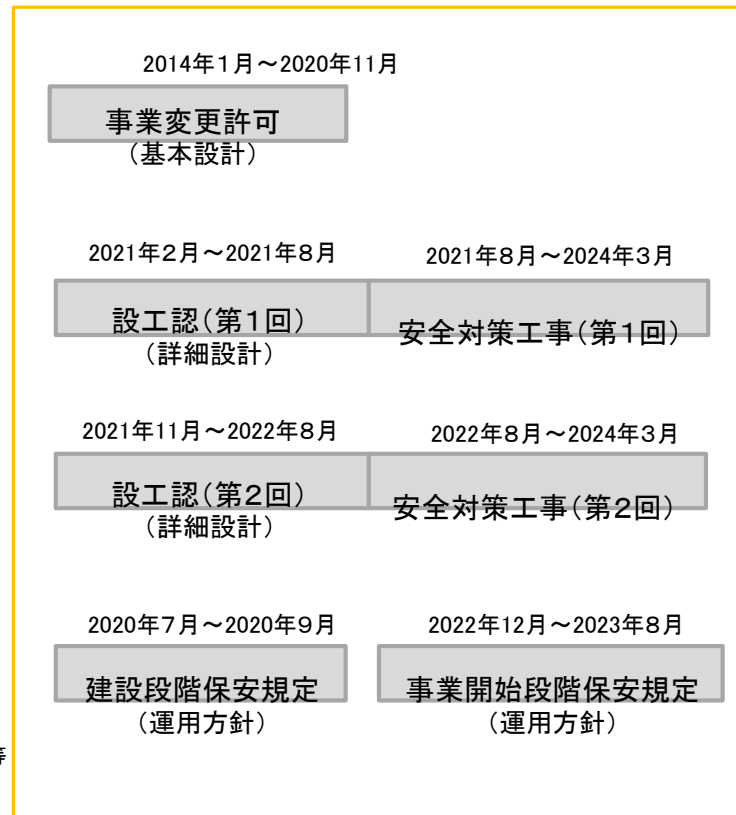 2014年1月～2020年11月
事業変更許可
（基本設計）
2021年2月～2021年8月
2021年8月～2024年3月
設工認（第1回）
（詳細設計）
安全対策工事（第1回）
2021年11月～2022年8月
2022年8月～2024年3月
設工認（第2回）
（詳細設計）
安全対策工事（第2回）
2020年7月～2020年9月
2022年12月～2023年8月
建設段階保安規定
（運用方針）
事業開始段階保安規定
（運用方針）
等